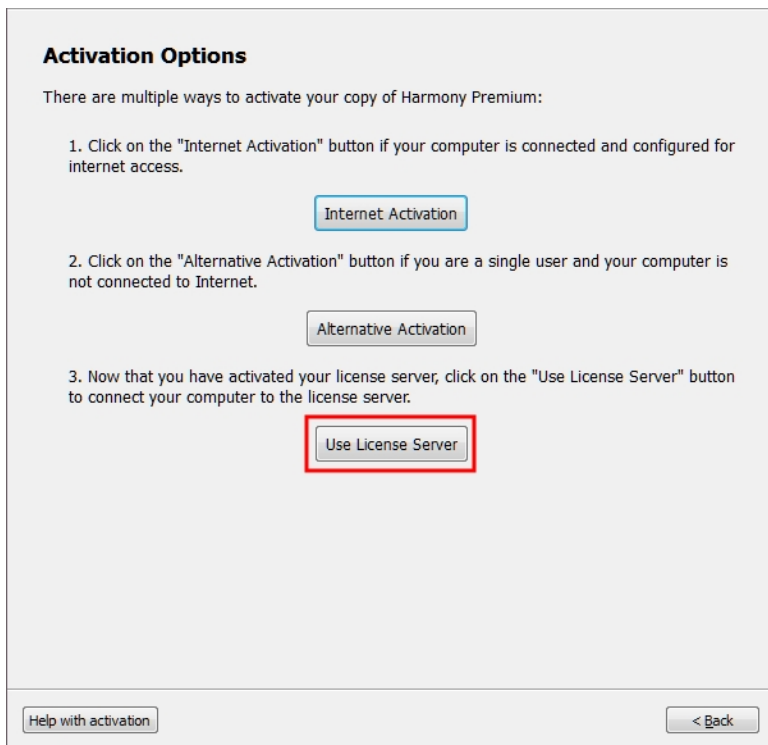 Activation Options
There are multiple ways to activate your copy of Harmony Premium:
1. Click on the "Internet Activation" button if your computer is connected and configured for
internet access.
Internet Activation
2. Click on the "Alternative Activation" button if you are a single user and your computer is
not connected to Internet.
Alternative Activation
3. Now that you have activated your license server, click on the "Use License Server" button
to connect your computer to the license server.
Use License Server
Help with activation
< Back